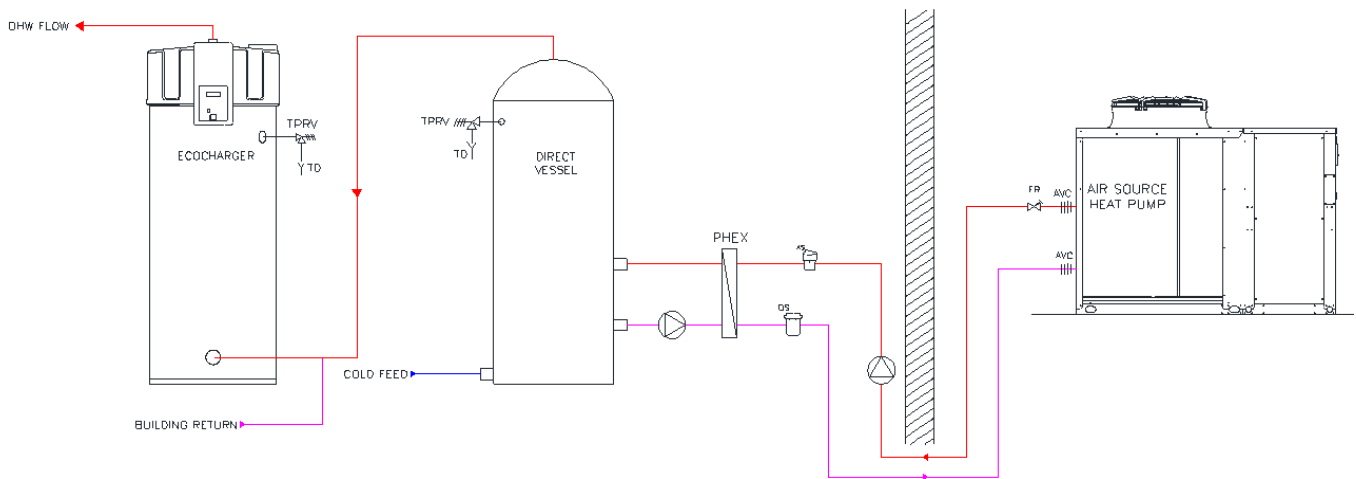 DHW FLOW
TPRV
TD
ECOCHARGER
TPRV
TD
DIRECT
VESSEL
PHEX
AS
DS
FR
AVC
AVC
AIR SOURCE
HEAT PUMP
COLD FEED
BUILDING RETURN